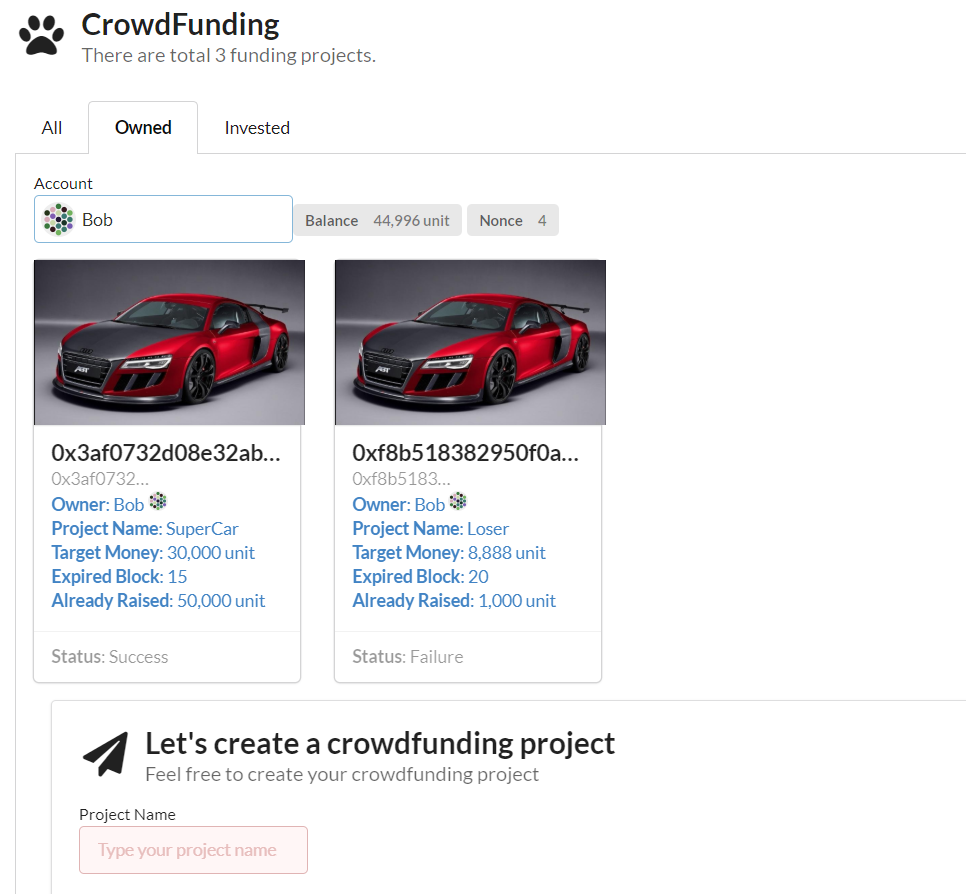 CrowdFunding
There are total 3 funding projects.
All Owned Invested
Account
Bob Balance 44,996 unit Nonce 4
0x3af0732d08e32ab...
0x3af0732...
Owner: Bob
Project Name: SuperCar
Target Money: 30,000 unit
Expired Block: 15
Already Raised: 50,000 unit
Status: Success
0xf8b518382950f0a...
0xf8b5183...
Owner: Bob
Project Name: Loser
Target Money: 8,888 unit
Expired Block: 20
Already Raised: 1,000 unit
Status: Failure
Let's create a crowdfunding project
Feel free to create your crowdfunding project
Project Name
Type your project name